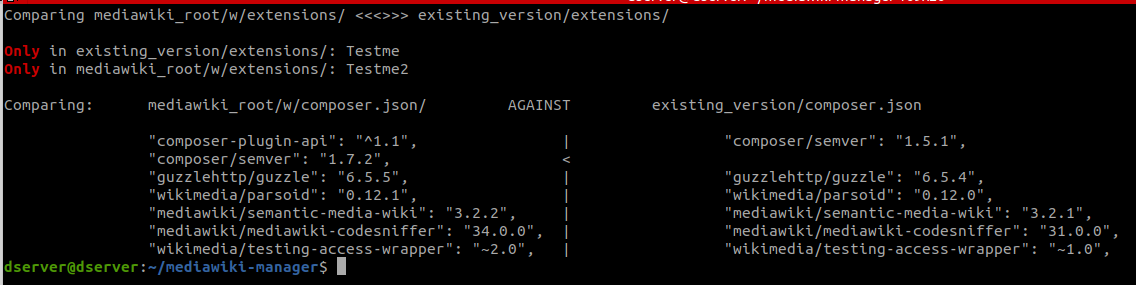 Comparing mediawiki_root/w/extensions/ <<<>>> existing_version/extensions/
Only in existing_version/extensions/: Testme
Only in mediawiki_root/w/extensions/: Testme2
Comparing: mediawiki_root/w/composer.json/ AGAINST existing_version/composer.json
"composer-plugin-api": "^1.1", | "composer/semver": "1.5.1",
"composer/semver": "1.7.2", <
"guzzlehttp/guzzle": "6.5.5", | "guzzlehttp/guzzle": "6.5.4",
"wikimedia/parsoid": "0.12.1", | "wikimedia/parsoid": "0.12.0",
"mediawiki/semantic-media-wiki": "3.2.2", | "mediawiki/semantic-media-wiki": "3.2.1",
"mediawiki/mediawiki-codesniffer": "34.0.0", | "mediawiki/mediawiki-codesniffer": "31.0.0",
"wikimedia/testing-access-wrapper": "~2.0", | "wikimedia/testing-access-wrapper": "~1.0",
dserver@dserver:~/mediawiki-manager$